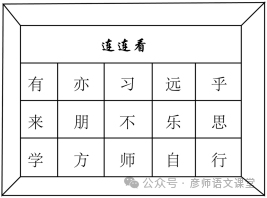 连连看
有 亦 习 远 乎
来 朋 不 乐 思
学 方 师 自 行
公众号·彦师语文课堂